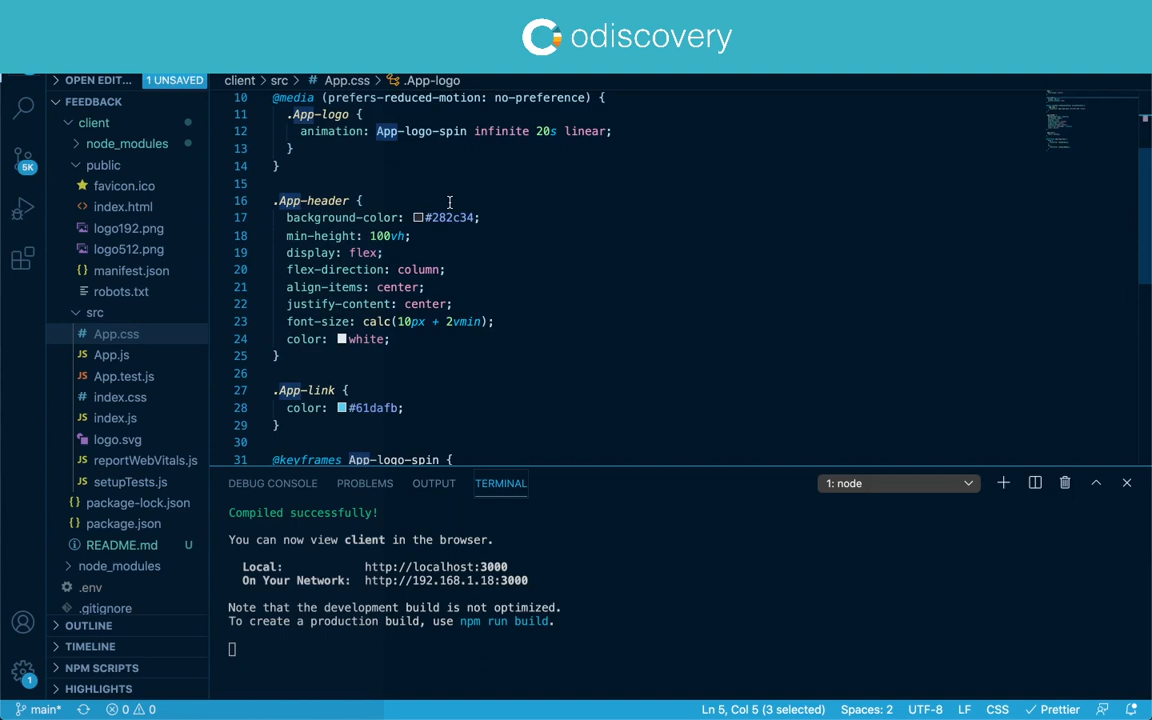 Codiscovery
OPEN EDIT... 1 UNSAVED
client > src > # App.css > .App-logo
FEEDBACK
client
node_modules
public
favicon.ico
index.html
logo192.png
logo512.png
{} manifest.json
robots.txt
src
# App.css
JS App.js
JS App.test.js
# index.css
JS index.js
logo.svg
JS reportWebVitals.js
JS setupTests.js
{} package-lock.json
{} package.json
README.md U
node_modules
.env
.gitignore
OUTLINE
TIMELINE
NPM SCRIPTS
HIGHLIGHTS
5K
1
10 @media (prefers-reduced-motion: no-preference) {
11 .App-logo {
12 animation: App-logo-spin infinite 20s linear;
13 }
14 }
15
16 .App-header {
17 background-color: #282c34;
18 min-height: 100vh;
19 display: flex;
20 flex-direction: column;
21 align-items: center;
22 justify-content: center;
23 font-size: calc(10px + 2vmin);
24 color: white;
25 }
26
27 .App-link {
28 color: #61dafb;
29 }
30
31 @keyframes App-logo-spin {
DEBUG CONSOLE PROBLEMS OUTPUT TERMINAL 1: node
Compiled successfully!
You can now view client in the browser.
Local: http://localhost:3000
On Your Network: http://192.168.1.18:3000
Note that the development build is not optimized.
To create a production build, use npm run build.
main* 0 0 Ln 5, Col 5 (3 selected) Spaces: 2 UTF-8 LF CSS Prettier